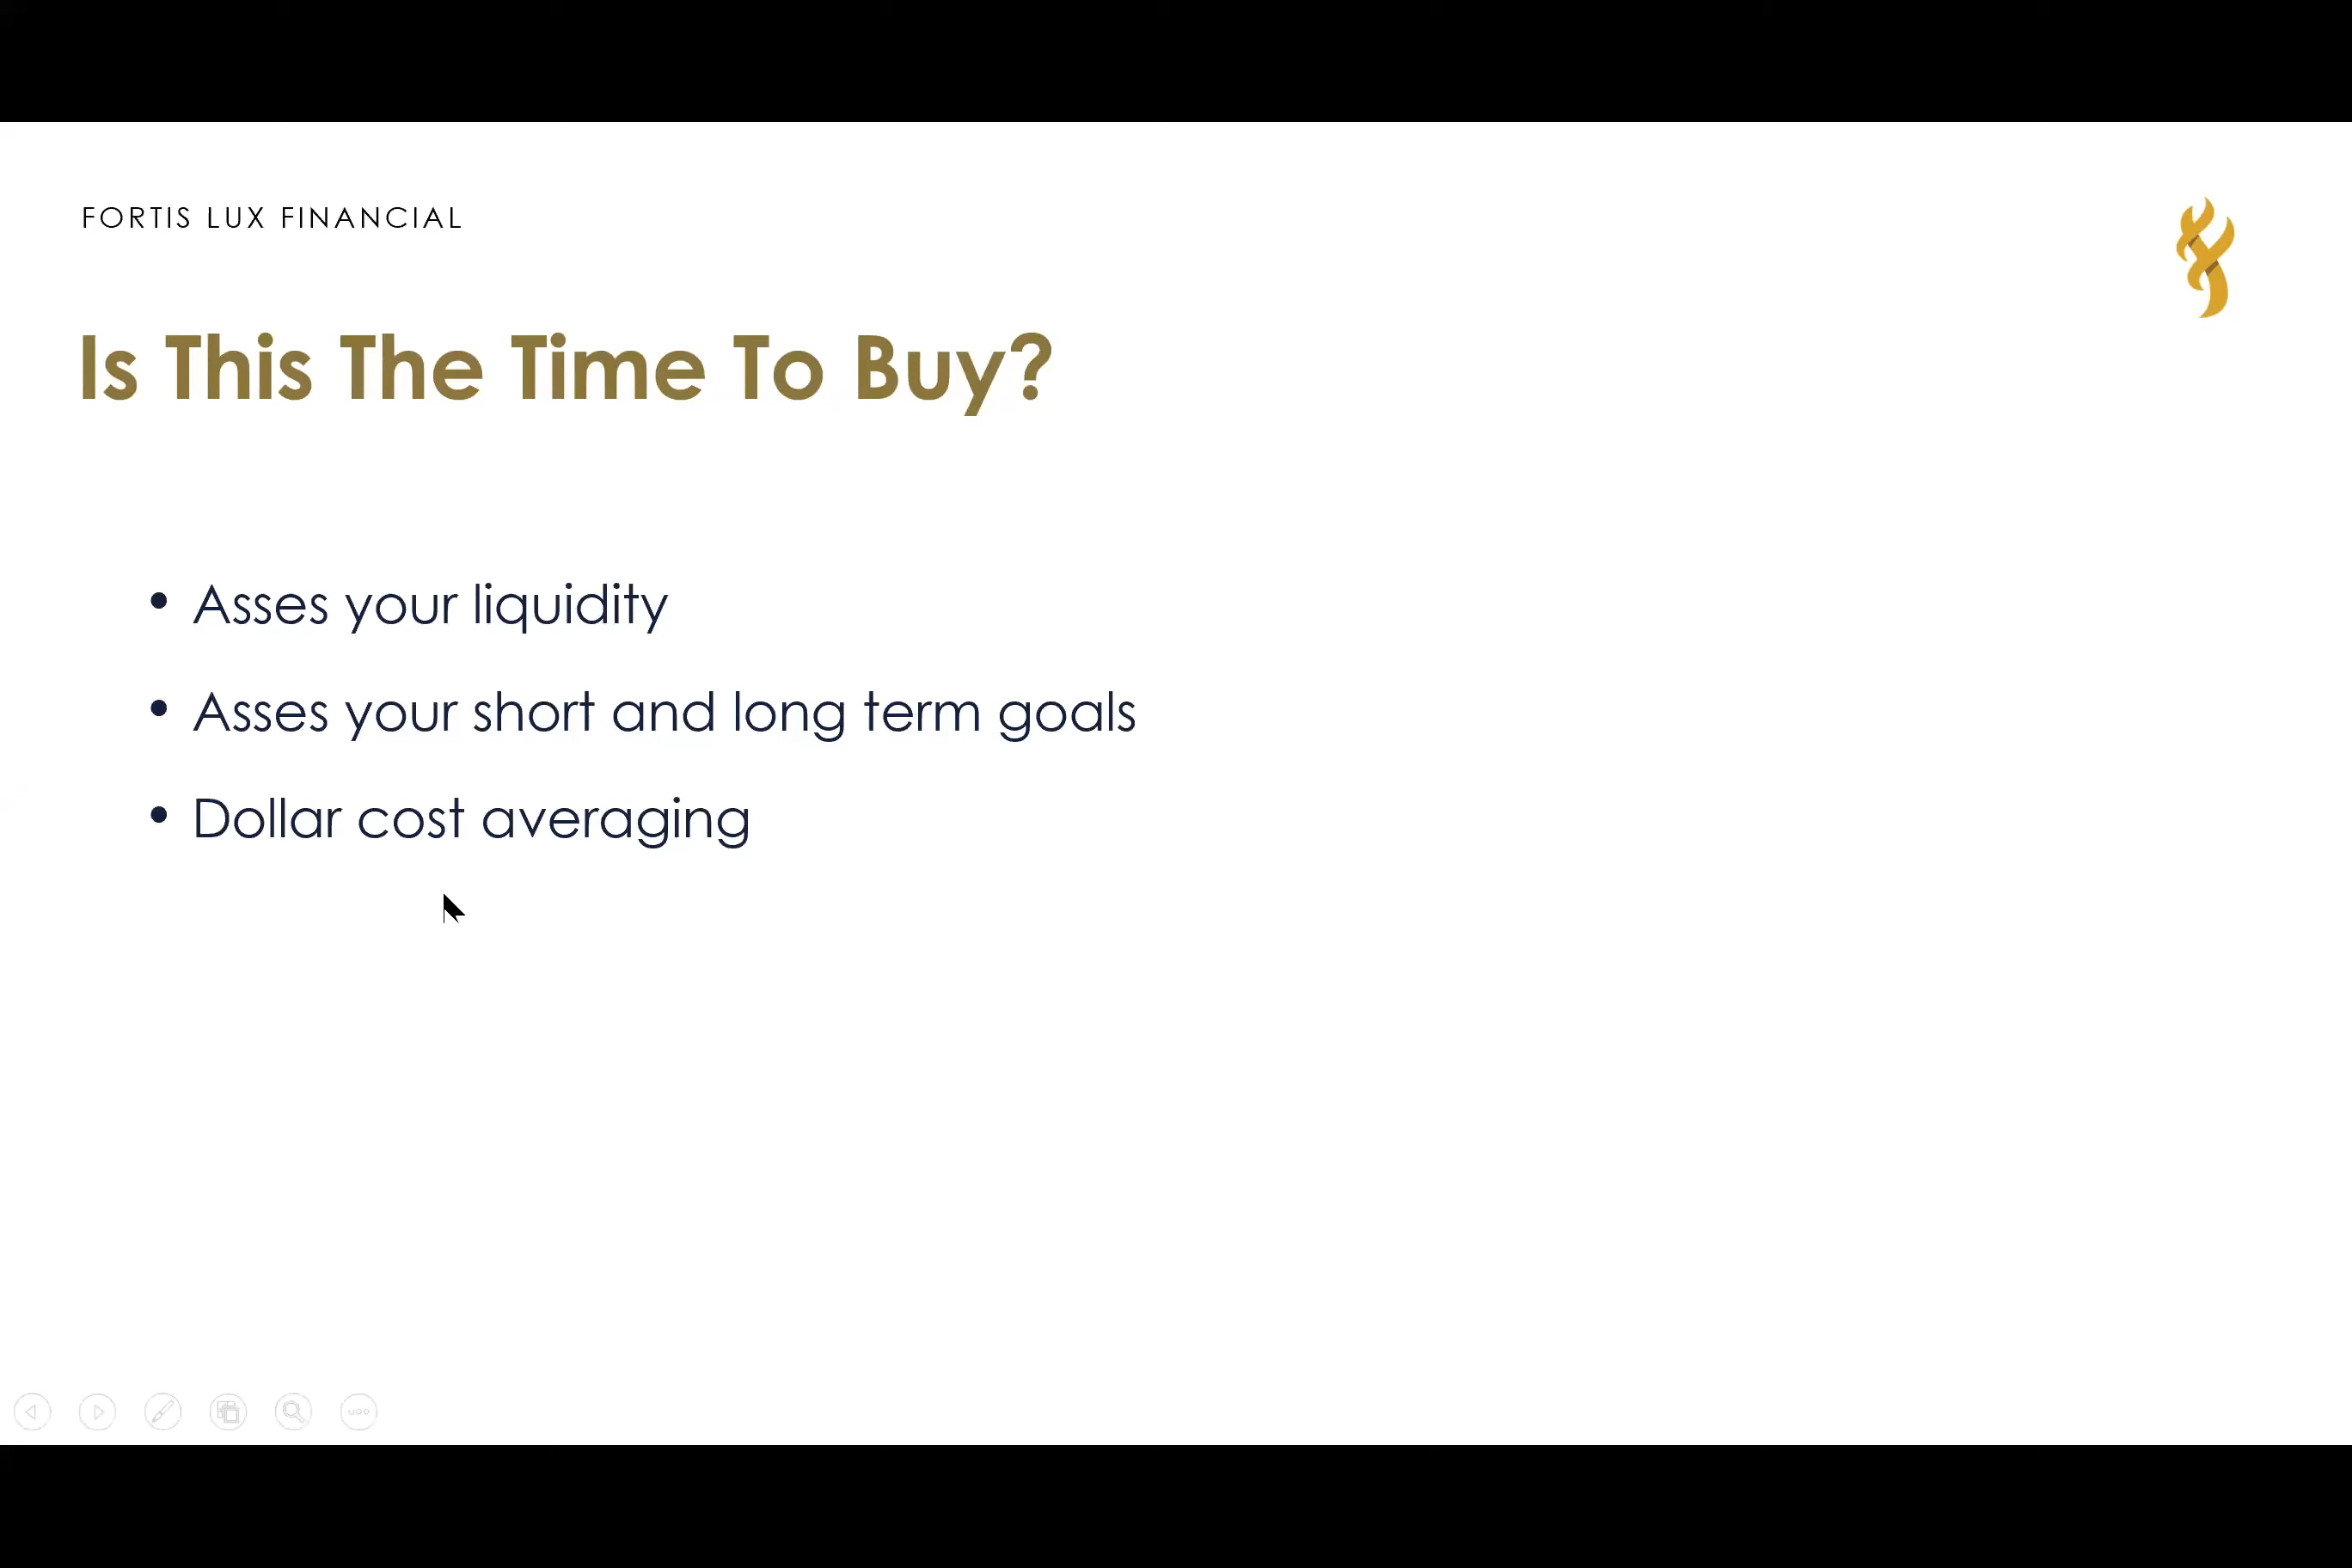 FORTIS LUX FINANCIAL
Is This The Time To Buy?
• Asses your liquidity
• Asses your short and long term goals
• Dollar cost averaging